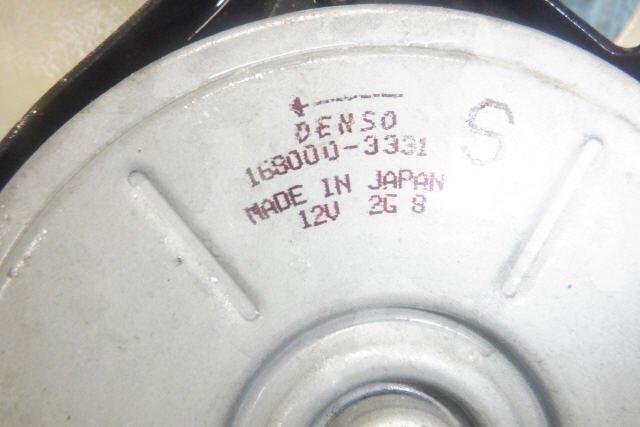 DENSO
168000-3331
S
MADE IN JAPAN
12V 2G 8